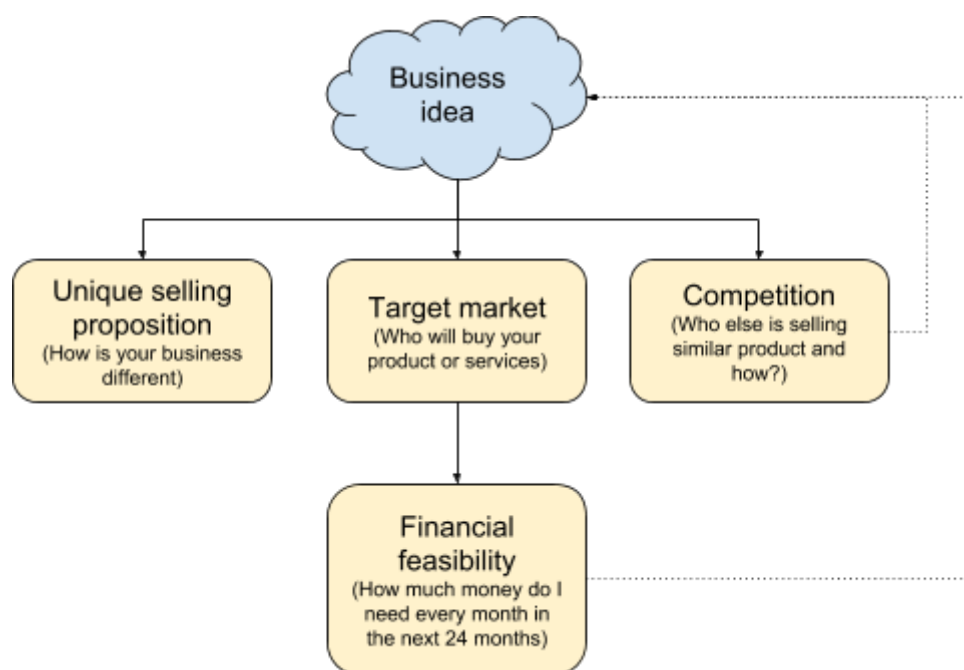 Business
idea
Unique selling
proposition
(How is your business
different)
Target market
(Who will buy your
product or services)
Competition
(Who else is selling
similar product and
how?)
Financial
feasibility
(How much money do I
need every month in
the next 24 months)